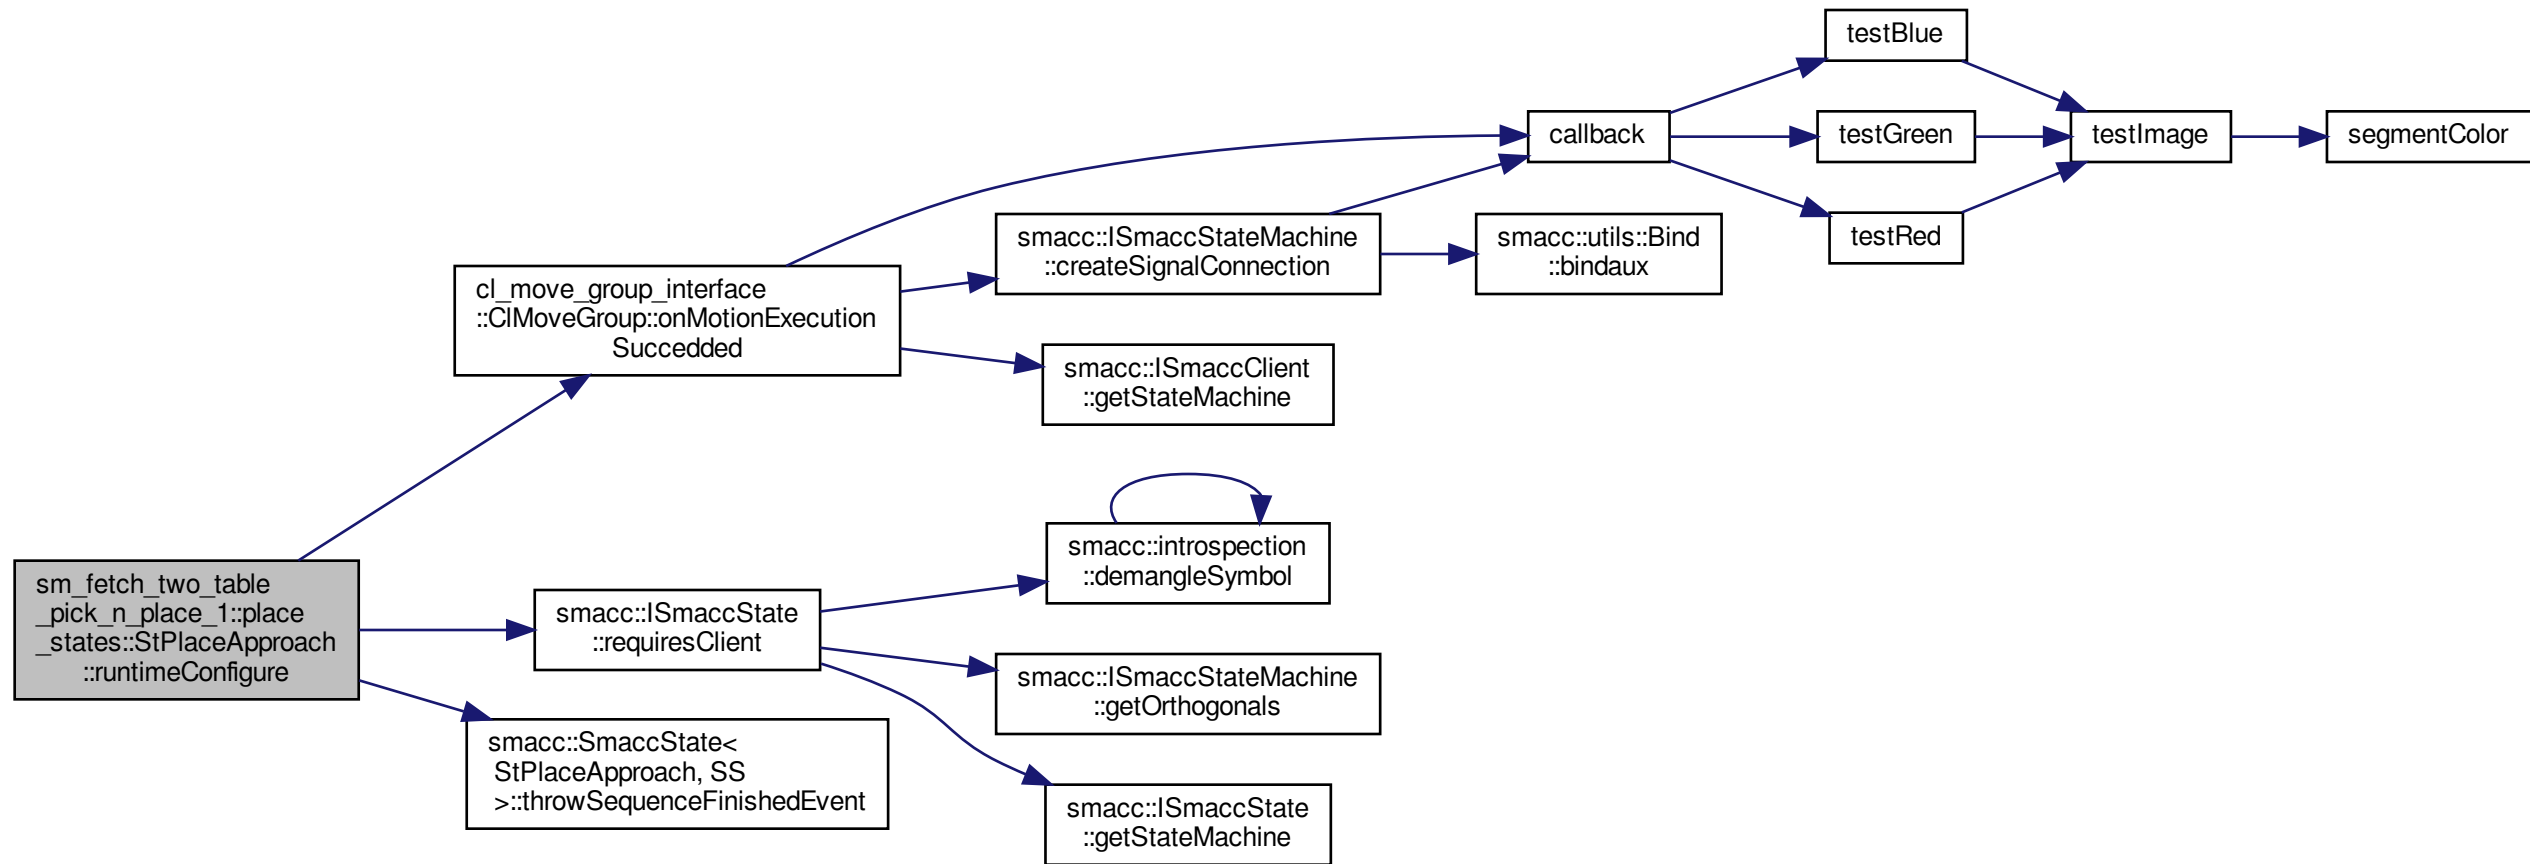 testBlue
callback
testGreen
testImage
segmentColor
smacc::ISmaccStateMachine
::createSignalConnection
smacc::utils::Bind
::bindaux
testRed
cl_move_group_interface
::ClMoveGroup::onMotionExecution
Succedded
smacc::ISmaccClient
::getStateMachine
smacc::introspection
::demangleSymbol
sm_fetch_two_table
_pick_n_place_1::place
_states::StPlaceApproach
::runtimeConfigure
smacc::ISmaccState
::requiresClient
smacc::ISmaccStateMachine
::getOrthogonals
smacc::SmaccState<
StPlaceApproach, SS
>::throwSequenceFinishedEvent
smacc::ISmaccState
::getStateMachine